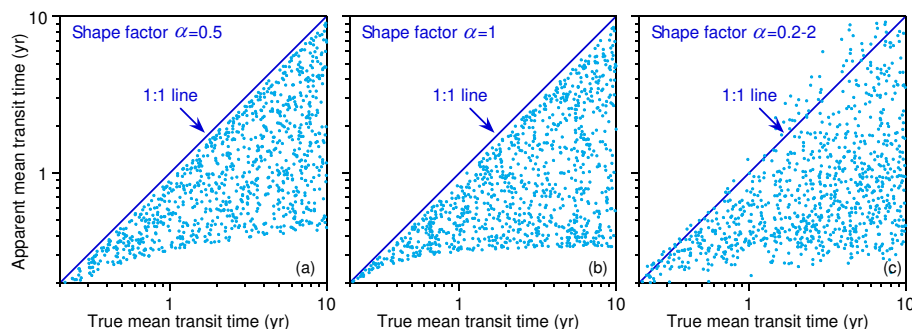 Apparent mean transit time (yr)
10
1
Shape factor α=0.5
1:1 line
(a)
1
10
True mean transit time (yr)
Shape factor α=1
1:1 line
(b)
1
10
True mean transit time (yr)
Shape factor α=0.2-2
1:1 line
(c)
1
10
True mean transit time (yr)